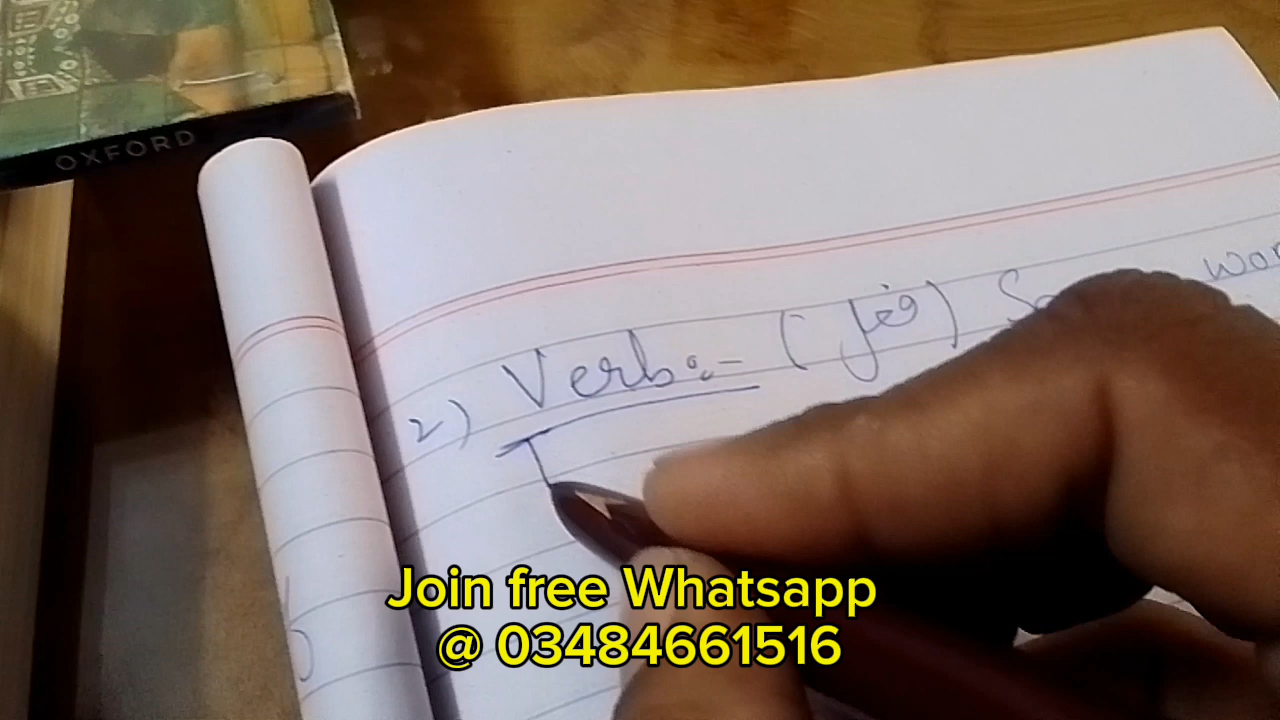 OXFORD
2) Verb:- (فعل)
Join free Whatsapp
@ 03484661516